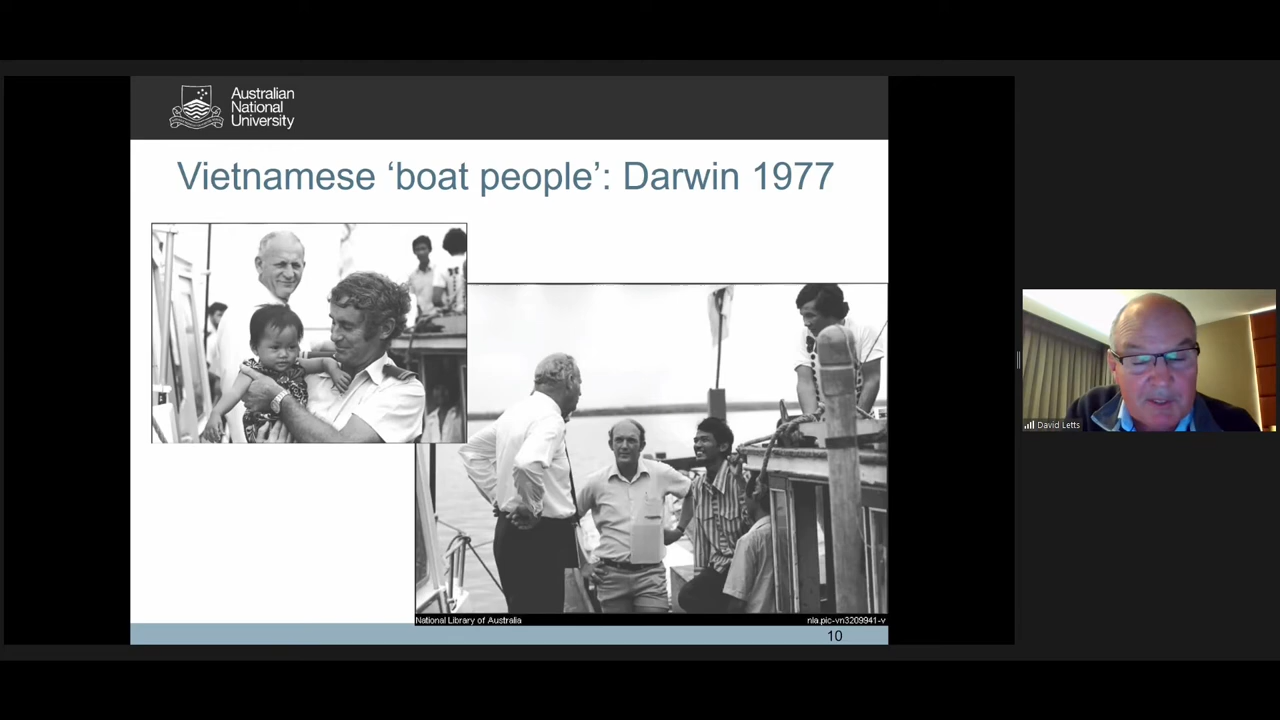 Australian
National
University
Vietnamese ‘boat people’: Darwin 1977
National Library of Australia
nla.pic-vn3209941-v
10
David Letts